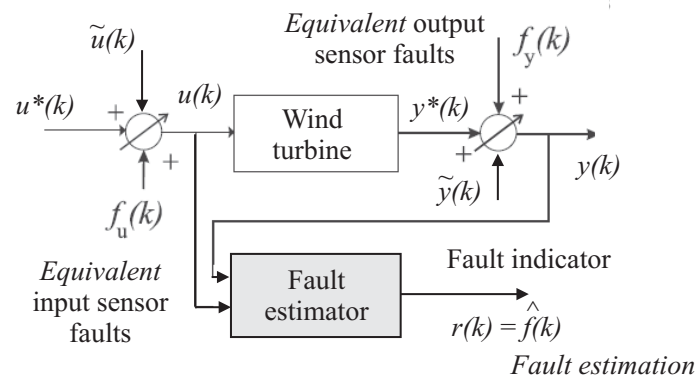 Equivalent output
sensor faults
ũ(k)
f_y(k)
u*(k)
+
u(k)
Wind
turbine
y*(k)
+
+
+
ỹ(k)
y(k)
f_u(k)
Equivalent
input sensor
faults
Fault
estimator
Fault indicator
r(k) = f̂(k)
Fault estimation